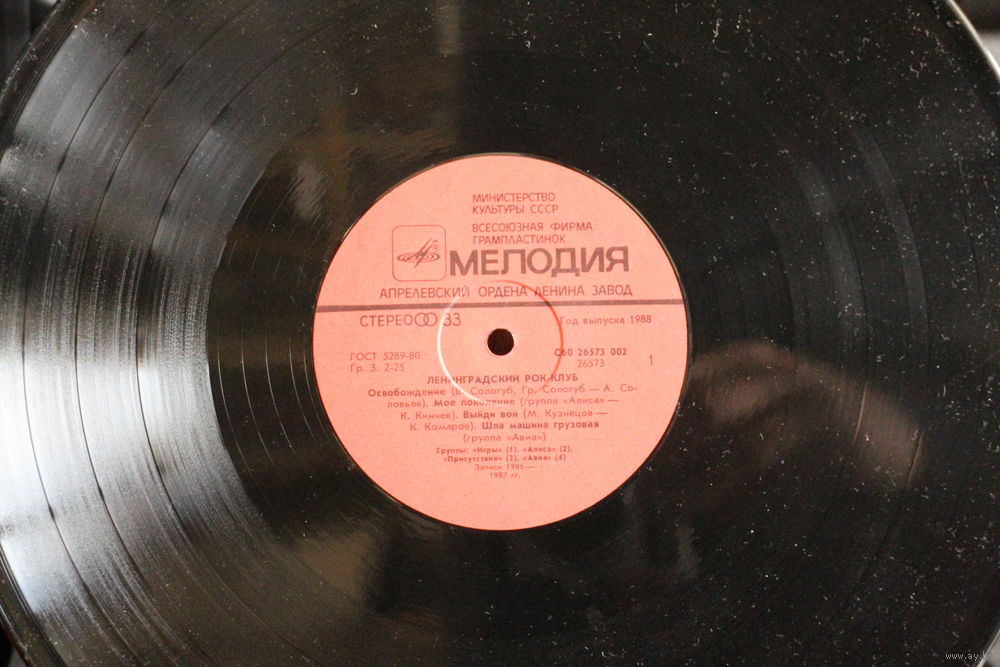 МИНИСТЕРСТВО
КУЛЬТУРЫ СССР
ВСЕСОЮЗНАЯ ФИРМА
ГРАМПЛАСТИНОК
МЕЛОДИЯ
АПРЕЛЕВСКИЙ ОРДЕНА ЛЕНИНА ЗАВОД
СТЕРЕО 33
Год выпуска 1988
ГОСТ 5289-80
Гр. 3. 2-25
С60 26573 002
26573
1
ЛЕНИНГРАДСКИЙ РОК-КЛУБ
Освобождение (В. Сологуб, Гр. Сологуб — А. Со-
ловьев). Мое поколение (группа «Алиса» —
К. Кинчев). Выйди вон (М. Кузнецов —
К. Комаров). Шла машина грузовая
(группа «Авиа»)
Группы: «Игры» (1), «Алиса» (2),
«Присутствие» (3), «Авиа» (4)
Записи 1986 —
1987 гг.